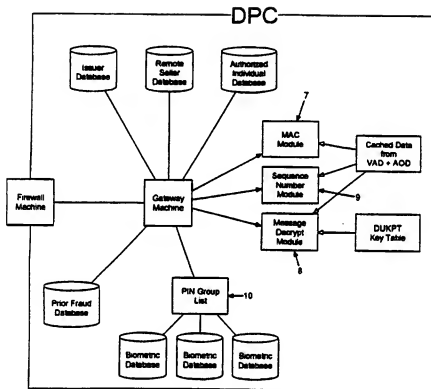 DPC
Issuer
Database
Remote
Seller
Database
Authorized
Individual
Database
7
MAC
Module
Cached Data
from
VAD + AOD
Firewall
Machine
Gateway
Machine
Sequence
Number
Module
9
Message
Decrypt
Module
8
DUKPT
Key Table
Prior Fraud
Database
PIN Group
List
10
Biometric
Database
Biometric
Database
Biometric
Database